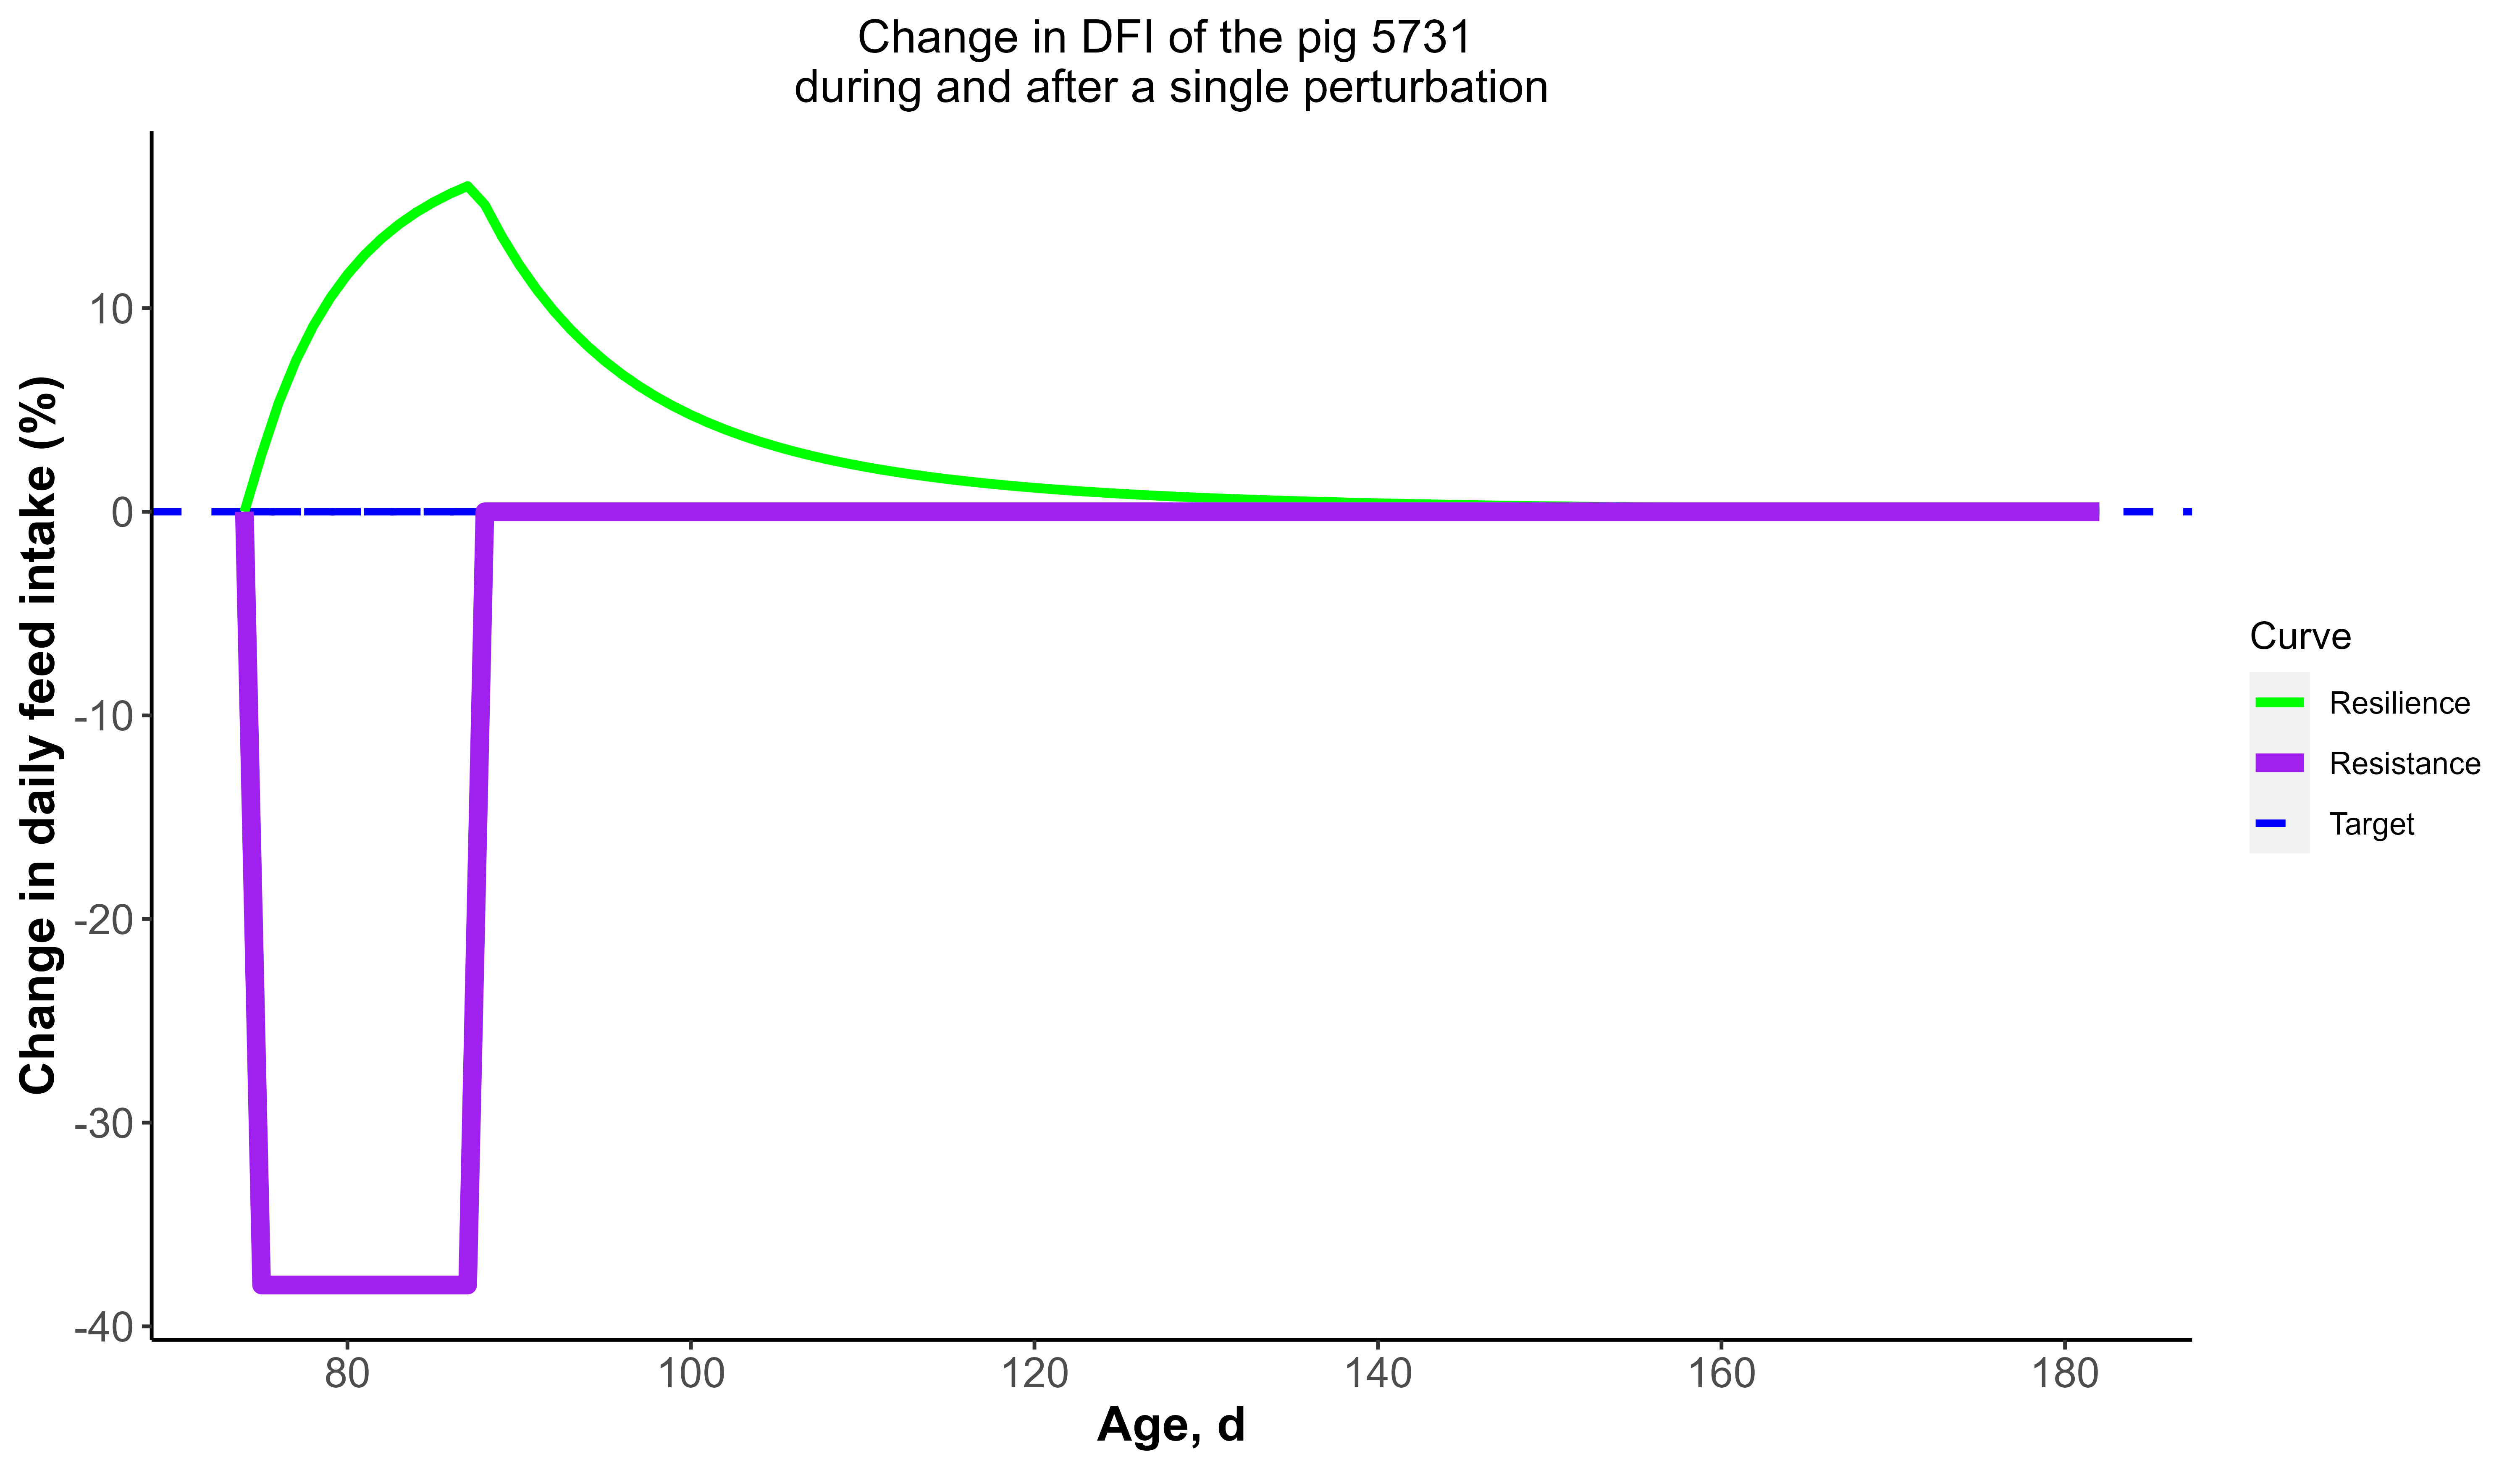 Change in DFI of the pig 5731
during and after a single perturbation
Change in daily feed intake (%)
10
0
-10
-20
-30
-40
80
100
120
140
160
180
Age, d
Curve
Resilience
Resistance
Target